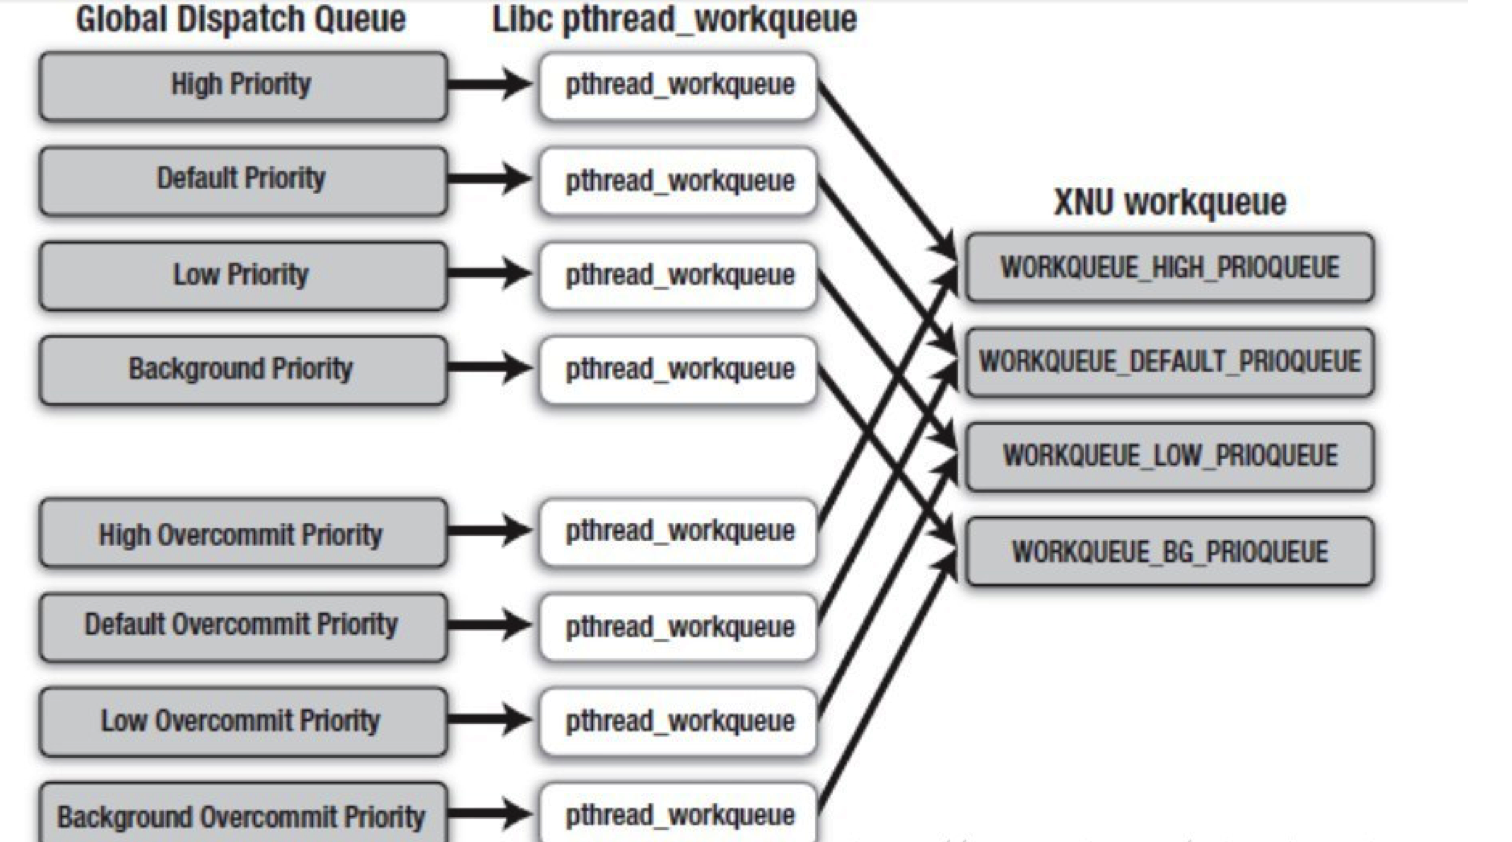 Global Dispatch Queue
Libc pthread_workqueue
High Priority
pthread_workqueue
Default Priority
pthread_workqueue
Low Priority
pthread_workqueue
Background Priority
pthread_workqueue
High Overcommit Priority
pthread_workqueue
Default Overcommit Priority
pthread_workqueue
Low Overcommit Priority
pthread_workqueue
Background Overcommit Priority
pthread_workqueue
XNU workqueue
WORKQUEUE_HIGH_PRIOQUEUE
WORKQUEUE_DEFAULT_PRIOQUEUE
WORKQUEUE_LOW_PRIOQUEUE
WORKQUEUE_BG_PRIOQUEUE